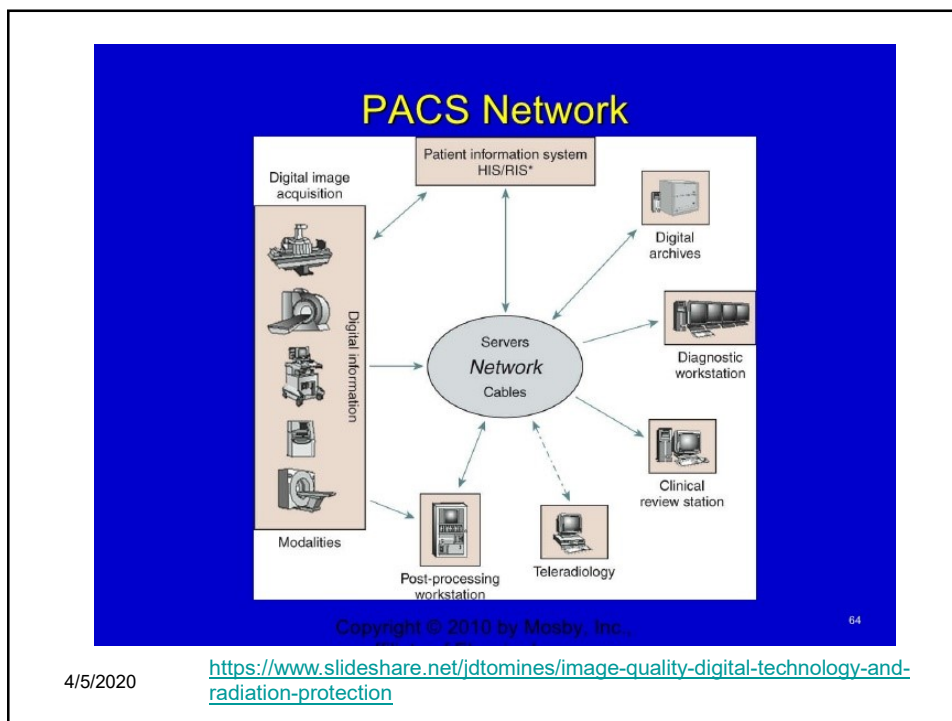 PACS Network
Patient information system
HIS/RIS*
Digital image
acquisition
Digital information
Modalities
Digital
archives
Servers
Network
Cables
Diagnostic
workstation
Clinical
review station
Post-processing
workstation
Teleradiology
Copyright © 2010 by Mosby, Inc.,
64
4/5/2020
https://www.slideshare.net/jdtomines/image-quality-digital-technology-and-
radiation-protection